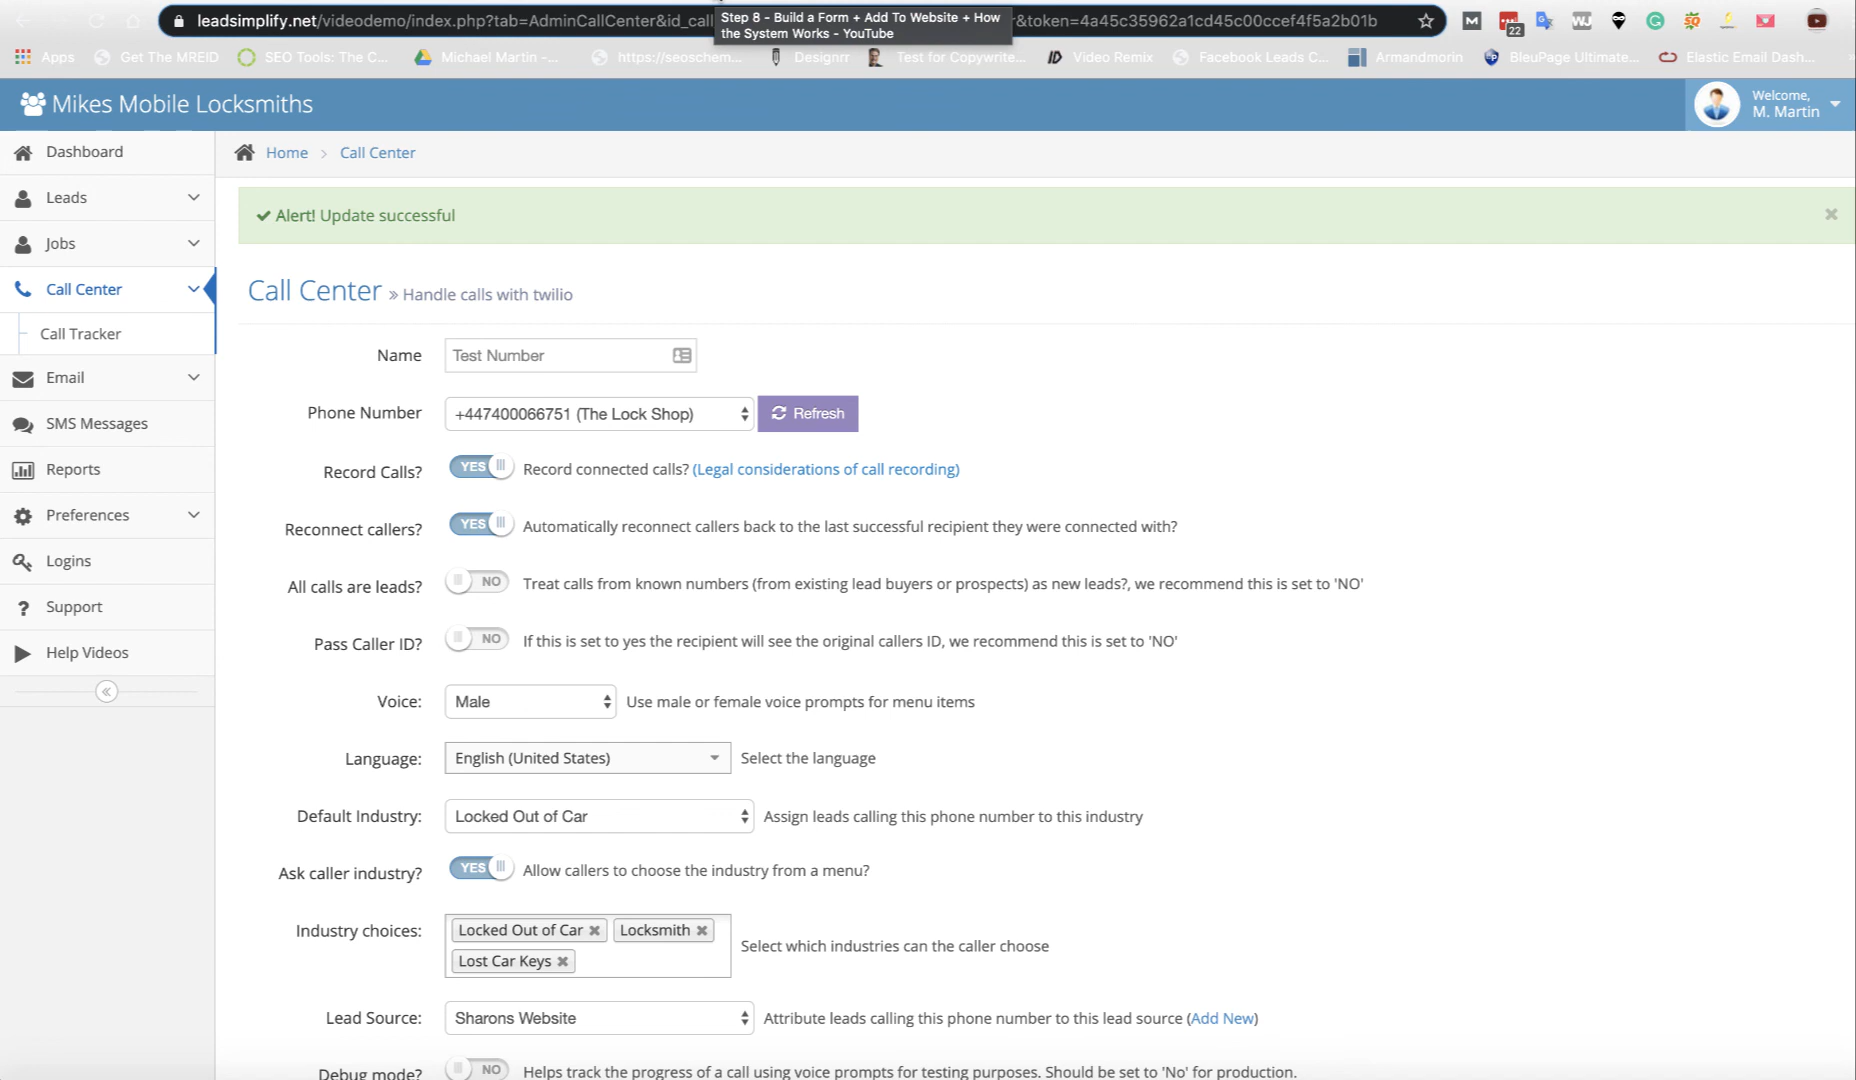 leadsimplify.net/videodemo/index.php?tab=AdminCallCenter&id_call
Step 8 - Build a Form + Add To Website + How
the System Works - YouTube
r&token=4a45c35962a1cd45c00ccef4f5a2b01b
22
Apps
Get The MREID
SEO Tools: The C...
Michael Martin -...
https://seoschem...
Designrr
Test for Copywrite...
Video Remix
Facebook Leads C...
Armandmorin
BleuPage Ultimate...
Elastic Email Dash...
Mikes Mobile Locksmiths
Welcome,
M. Martin
Dashboard
Leads
Jobs
Call Center
Call Tracker
Email
SMS Messages
Reports
Preferences
Logins
Support
Help Videos
Home > Call Center
Alert! Update successful
Call Center » Handle calls with twilio
Name Test Number
Phone Number +447400066751 (The Lock Shop) Refresh
Record Calls? YES Record connected calls? (Legal considerations of call recording)
Reconnect callers? YES Automatically reconnect callers back to the last successful recipient they were connected with?
All calls are leads? NO Treat calls from known numbers (from existing lead buyers or prospects) as new leads?, we recommend this is set to 'NO'
Pass Caller ID? NO If this is set to yes the recipient will see the original callers ID, we recommend this is set to 'NO'
Voice: Male Use male or female voice prompts for menu items
Language: English (United States) Select the language
Default Industry: Locked Out of Car Assign leads calling this phone number to this industry
Ask caller industry? YES Allow callers to choose the industry from a menu?
Industry choices: Locked Out of Car Locksmith Lost Car Keys Select which industries can the caller choose
Lead Source: Sharons Website Attribute leads calling this phone number to this lead source (Add New)
Debug mode? NO Helps track the progress of a call using voice prompts for testing purposes. Should be set to 'No' for production.